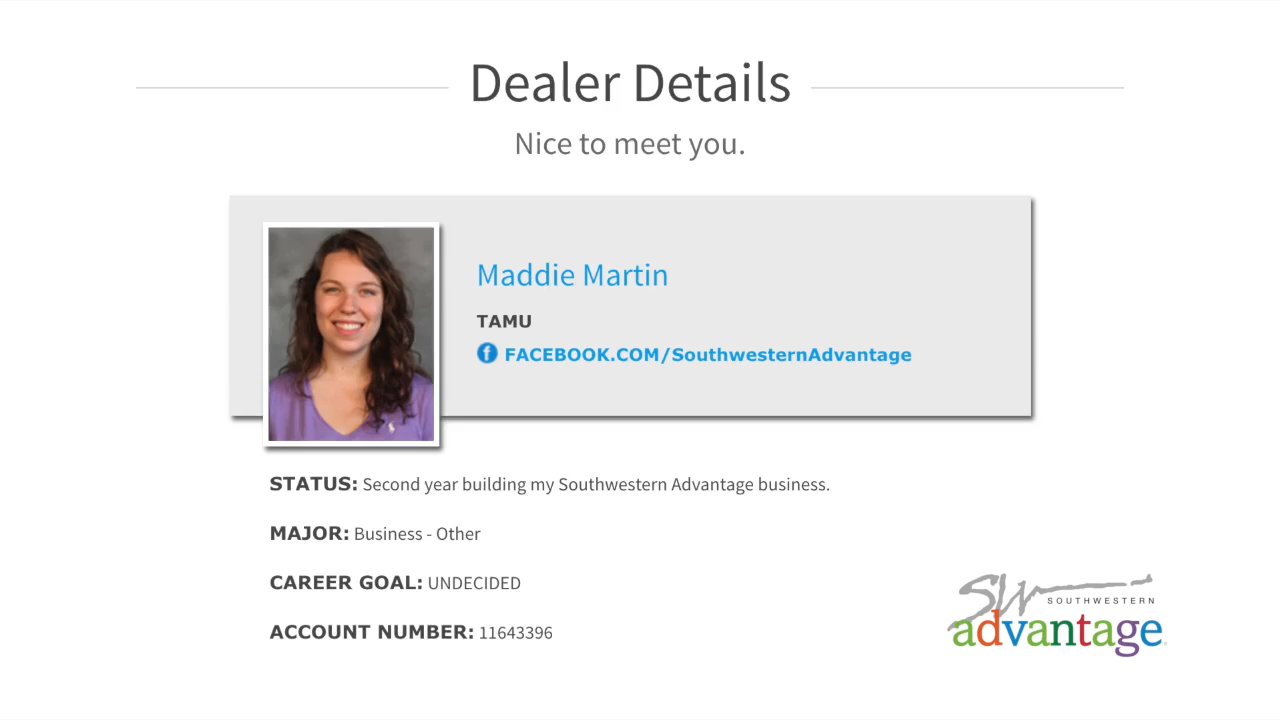 Dealer Details
Nice to meet you.
Maddie Martin
TAMU
f FACEBOOK.COM/SouthwesternAdvantage
STATUS: Second year building my Southwestern Advantage business.
MAJOR: Business - Other
CAREER GOAL: UNDECIDED
ACCOUNT NUMBER: 11643396
SW SOUTHWESTERN
advantage